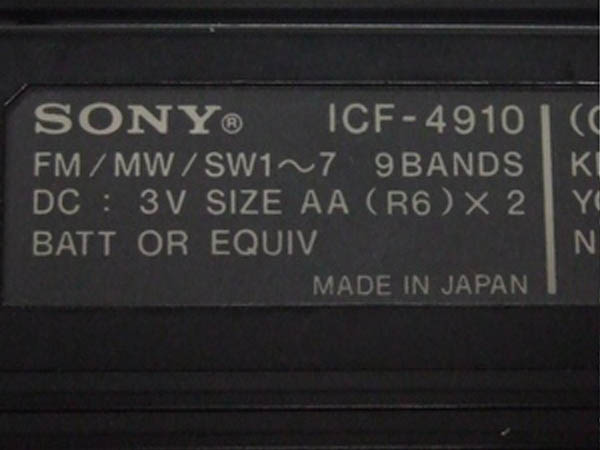 SONY® ICF-4910
FM/MW/SW1～7 9BANDS
DC : 3V SIZE AA (R6)×2
BATT OR EQUIV
MADE IN JAPAN